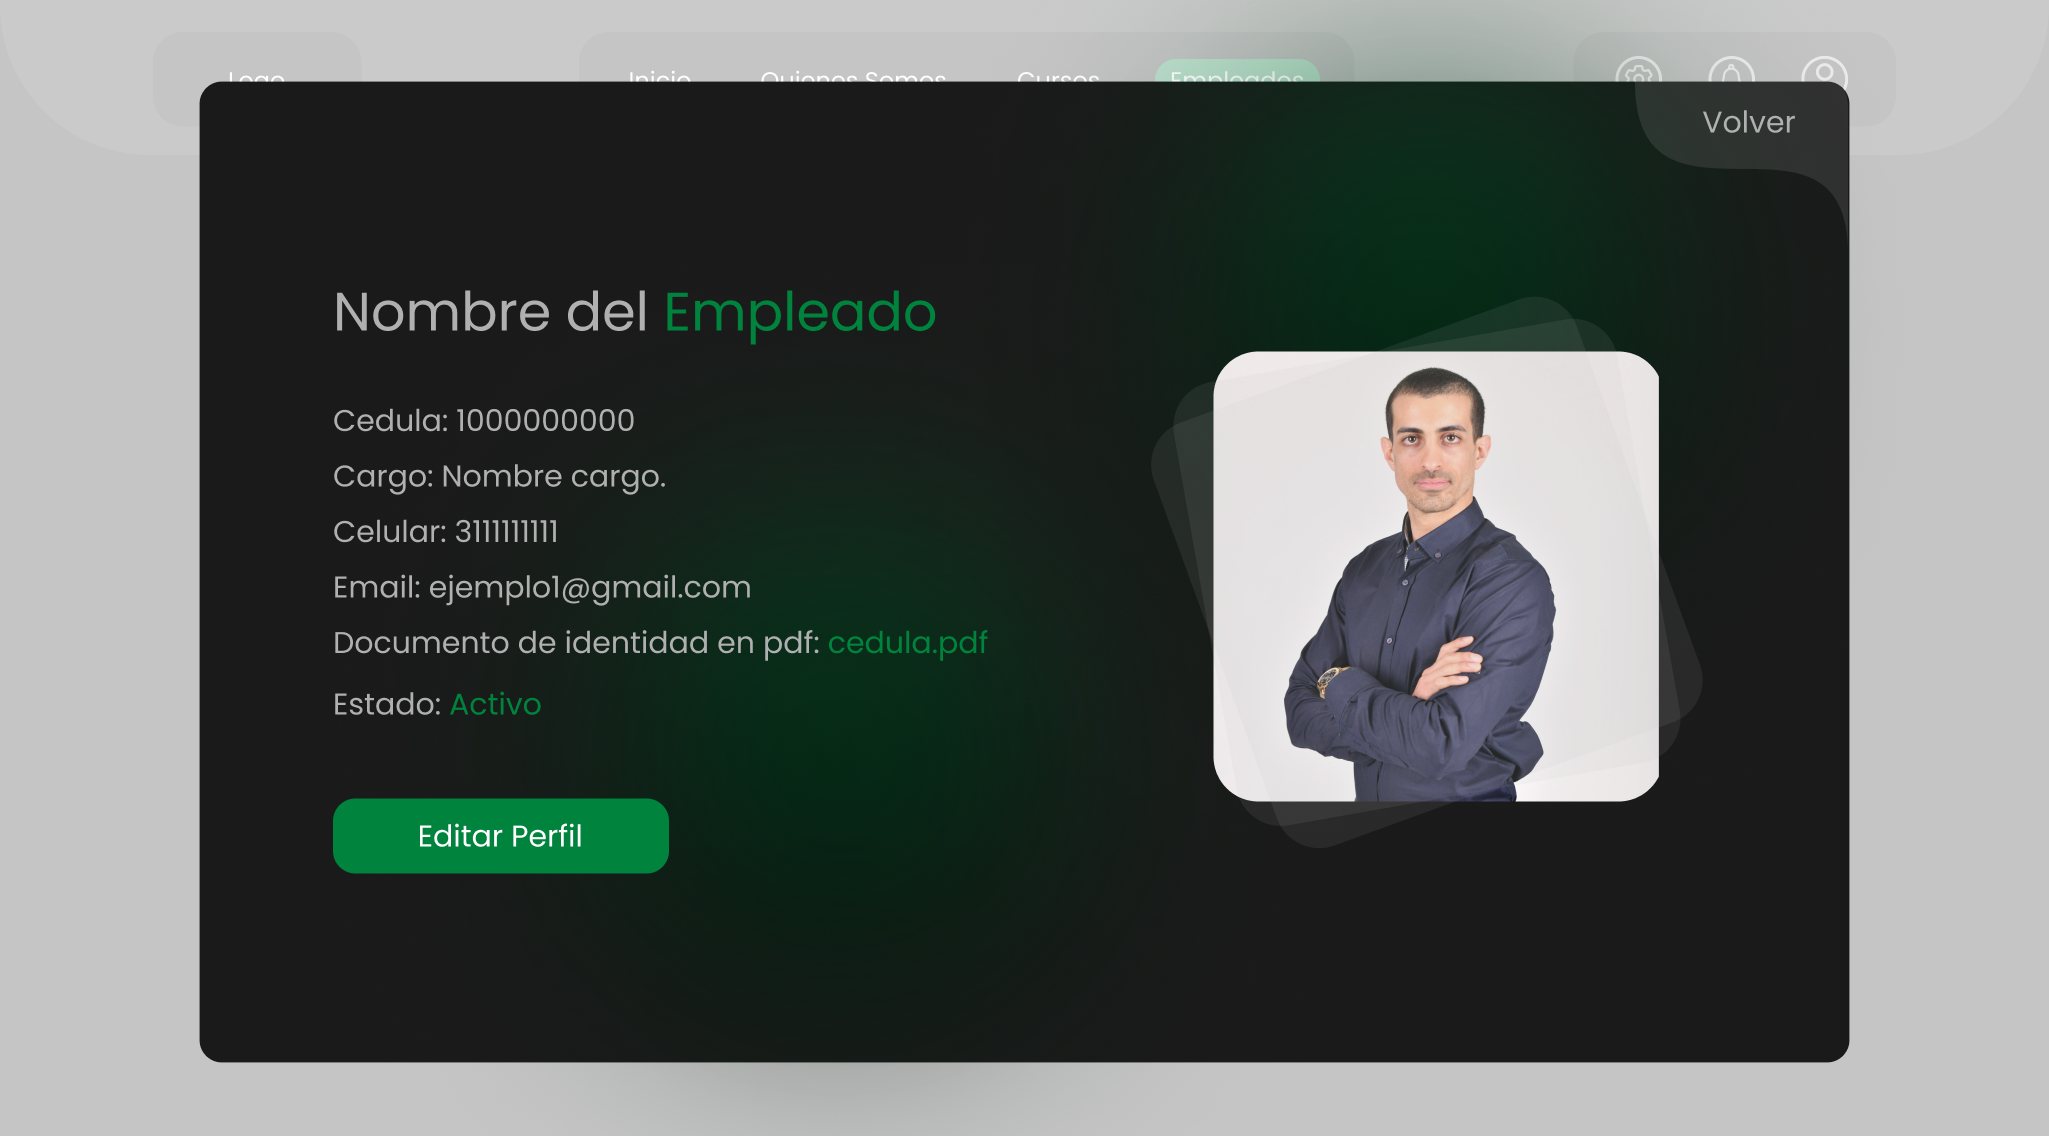 Logo
Inicio
Quienes Somos
Cursos
Empleados
Volver
Nombre del Empleado
Cedula: 1000000000
Cargo: Nombre cargo.
Celular: 3111111111
Email: ejemplo1@gmail.com
Documento de identidad en pdf: cedula.pdf
Estado: Activo
Editar Perfil